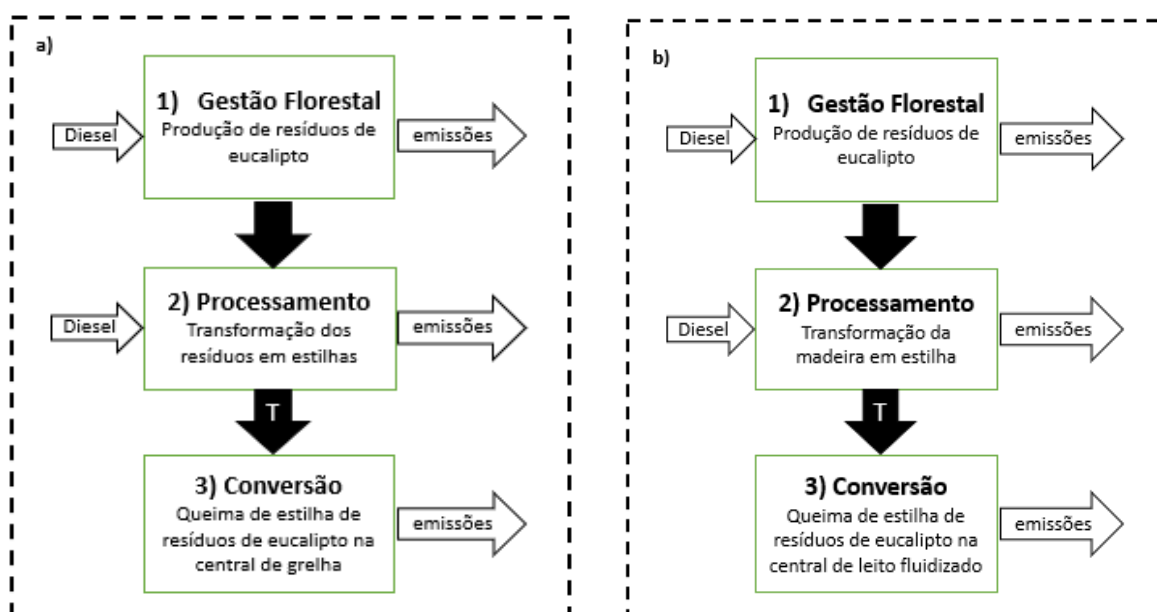 a)
1) Gestão Florestal
Produção de resíduos de
eucalipto
Diesel
emissões
2) Processamento
Transformação dos
resíduos em estilhas
Diesel
emissões
T
3) Conversão
Queima de estilha de
resíduos de eucalipto na
central de grelha
emissões
b)
1) Gestão Florestal
Produção de resíduos de
eucalipto
Diesel
emissões
2) Processamento
Transformação da
madeira em estilha
Diesel
emissões
T
3) Conversão
Queima de estilha de
resíduos de eucalipto na
central de leito fluidizado
emissões